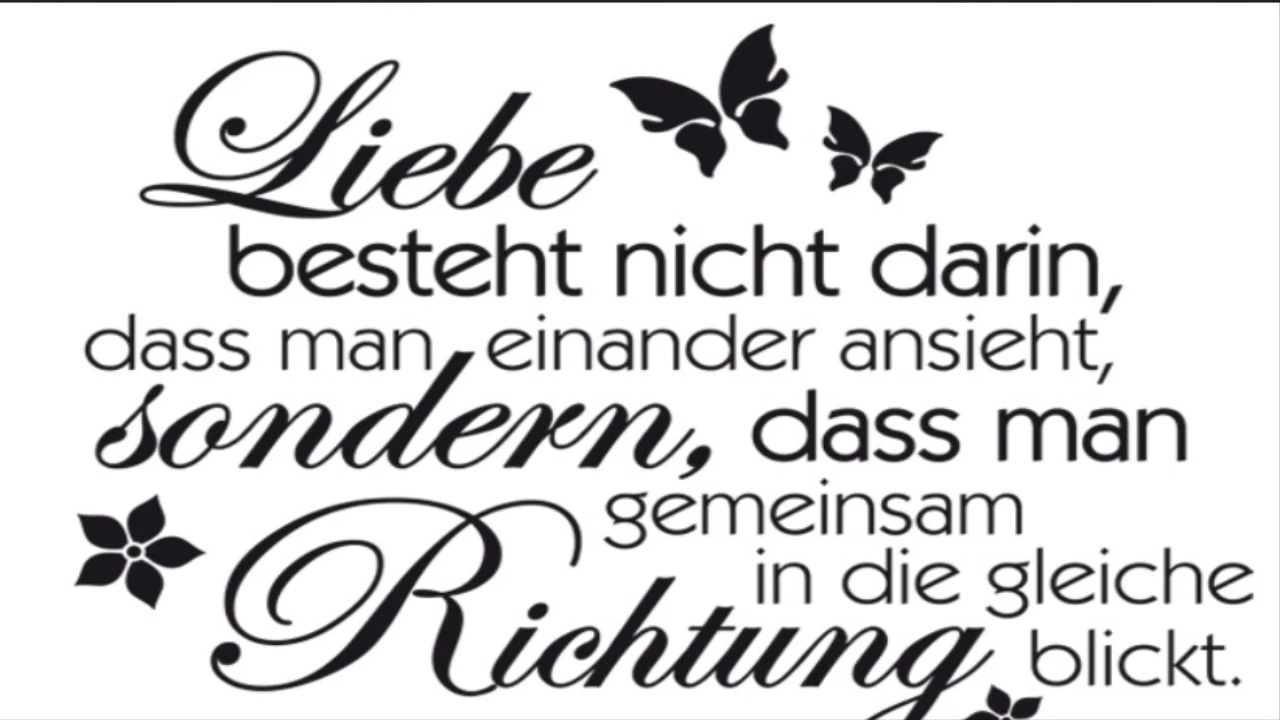 Liebe
besteht nicht darin,
dass man einander ansieht,
sondern, dass man
gemeinsam
in die gleiche
Richtung blickt.